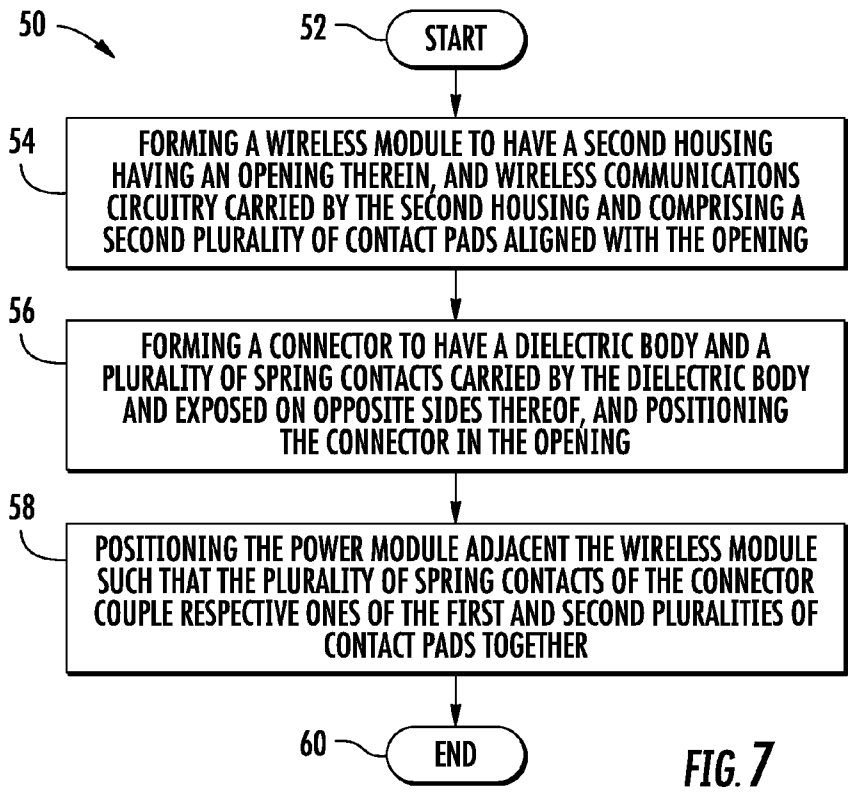 50
52
START
54
FORMING A WIRELESS MODULE TO HAVE A SECOND HOUSING
HAVING AN OPENING THEREIN, AND WIRELESS COMMUNICATIONS
CIRCUITRY CARRIED BY THE SECOND HOUSING AND COMPRISING A
SECOND PLURALITY OF CONTACT PADS ALIGNED WITH THE OPENING
56
FORMING A CONNECTOR TO HAVE A DIELECTRIC BODY AND A
PLURALITY OF SPRING CONTACTS CARRIED BY THE DIELECTRIC BODY
AND EXPOSED ON OPPOSITE SIDES THEREOF, AND POSITIONING
THE CONNECTOR IN THE OPENING
58
POSITIONING THE POWER MODULE ADJACENT THE WIRELESS MODULE
SUCH THAT THE PLURALITY OF SPRING CONTACTS OF THE CONNECTOR
COUPLE RESPECTIVE ONES OF THE FIRST AND SECOND PLURALITIES OF
CONTACT PADS TOGETHER
60
END
FIG. 7